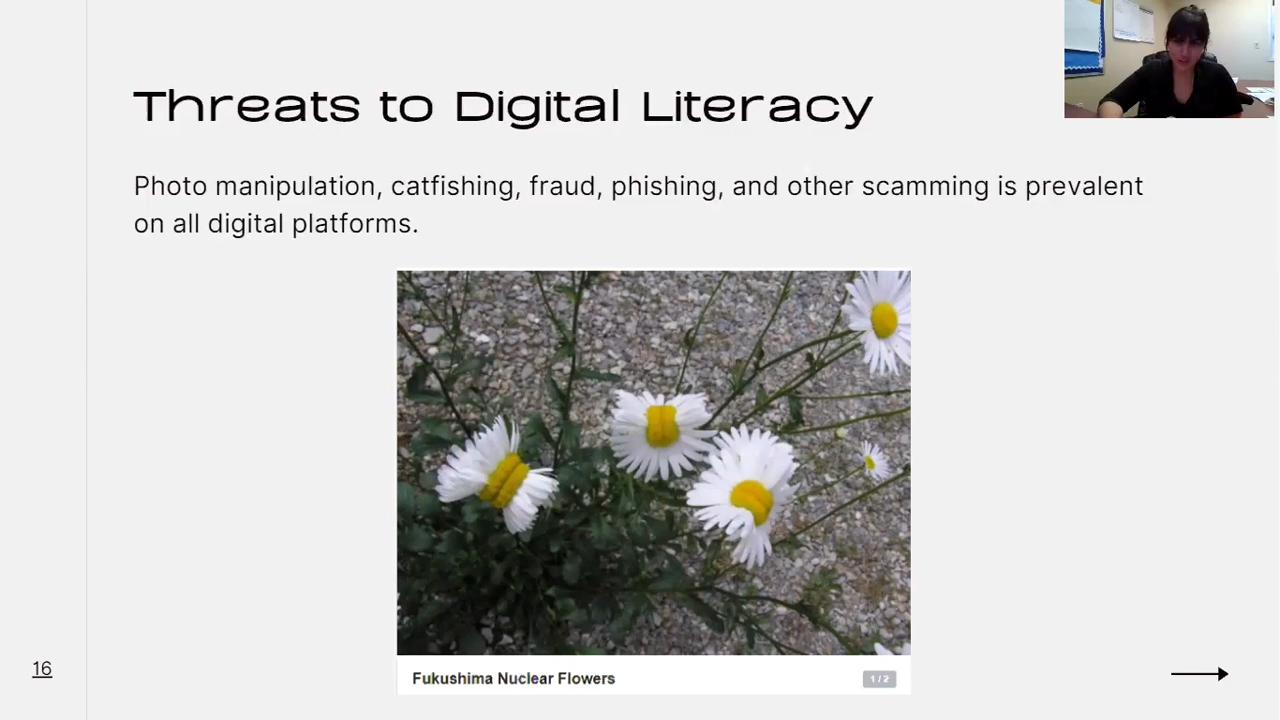 Threats to Digital Literacy
Photo manipulation, catfishing, fraud, phishing, and other scamming is prevalent
on all digital platforms.
Fukushima Nuclear Flowers
1 / 2
16